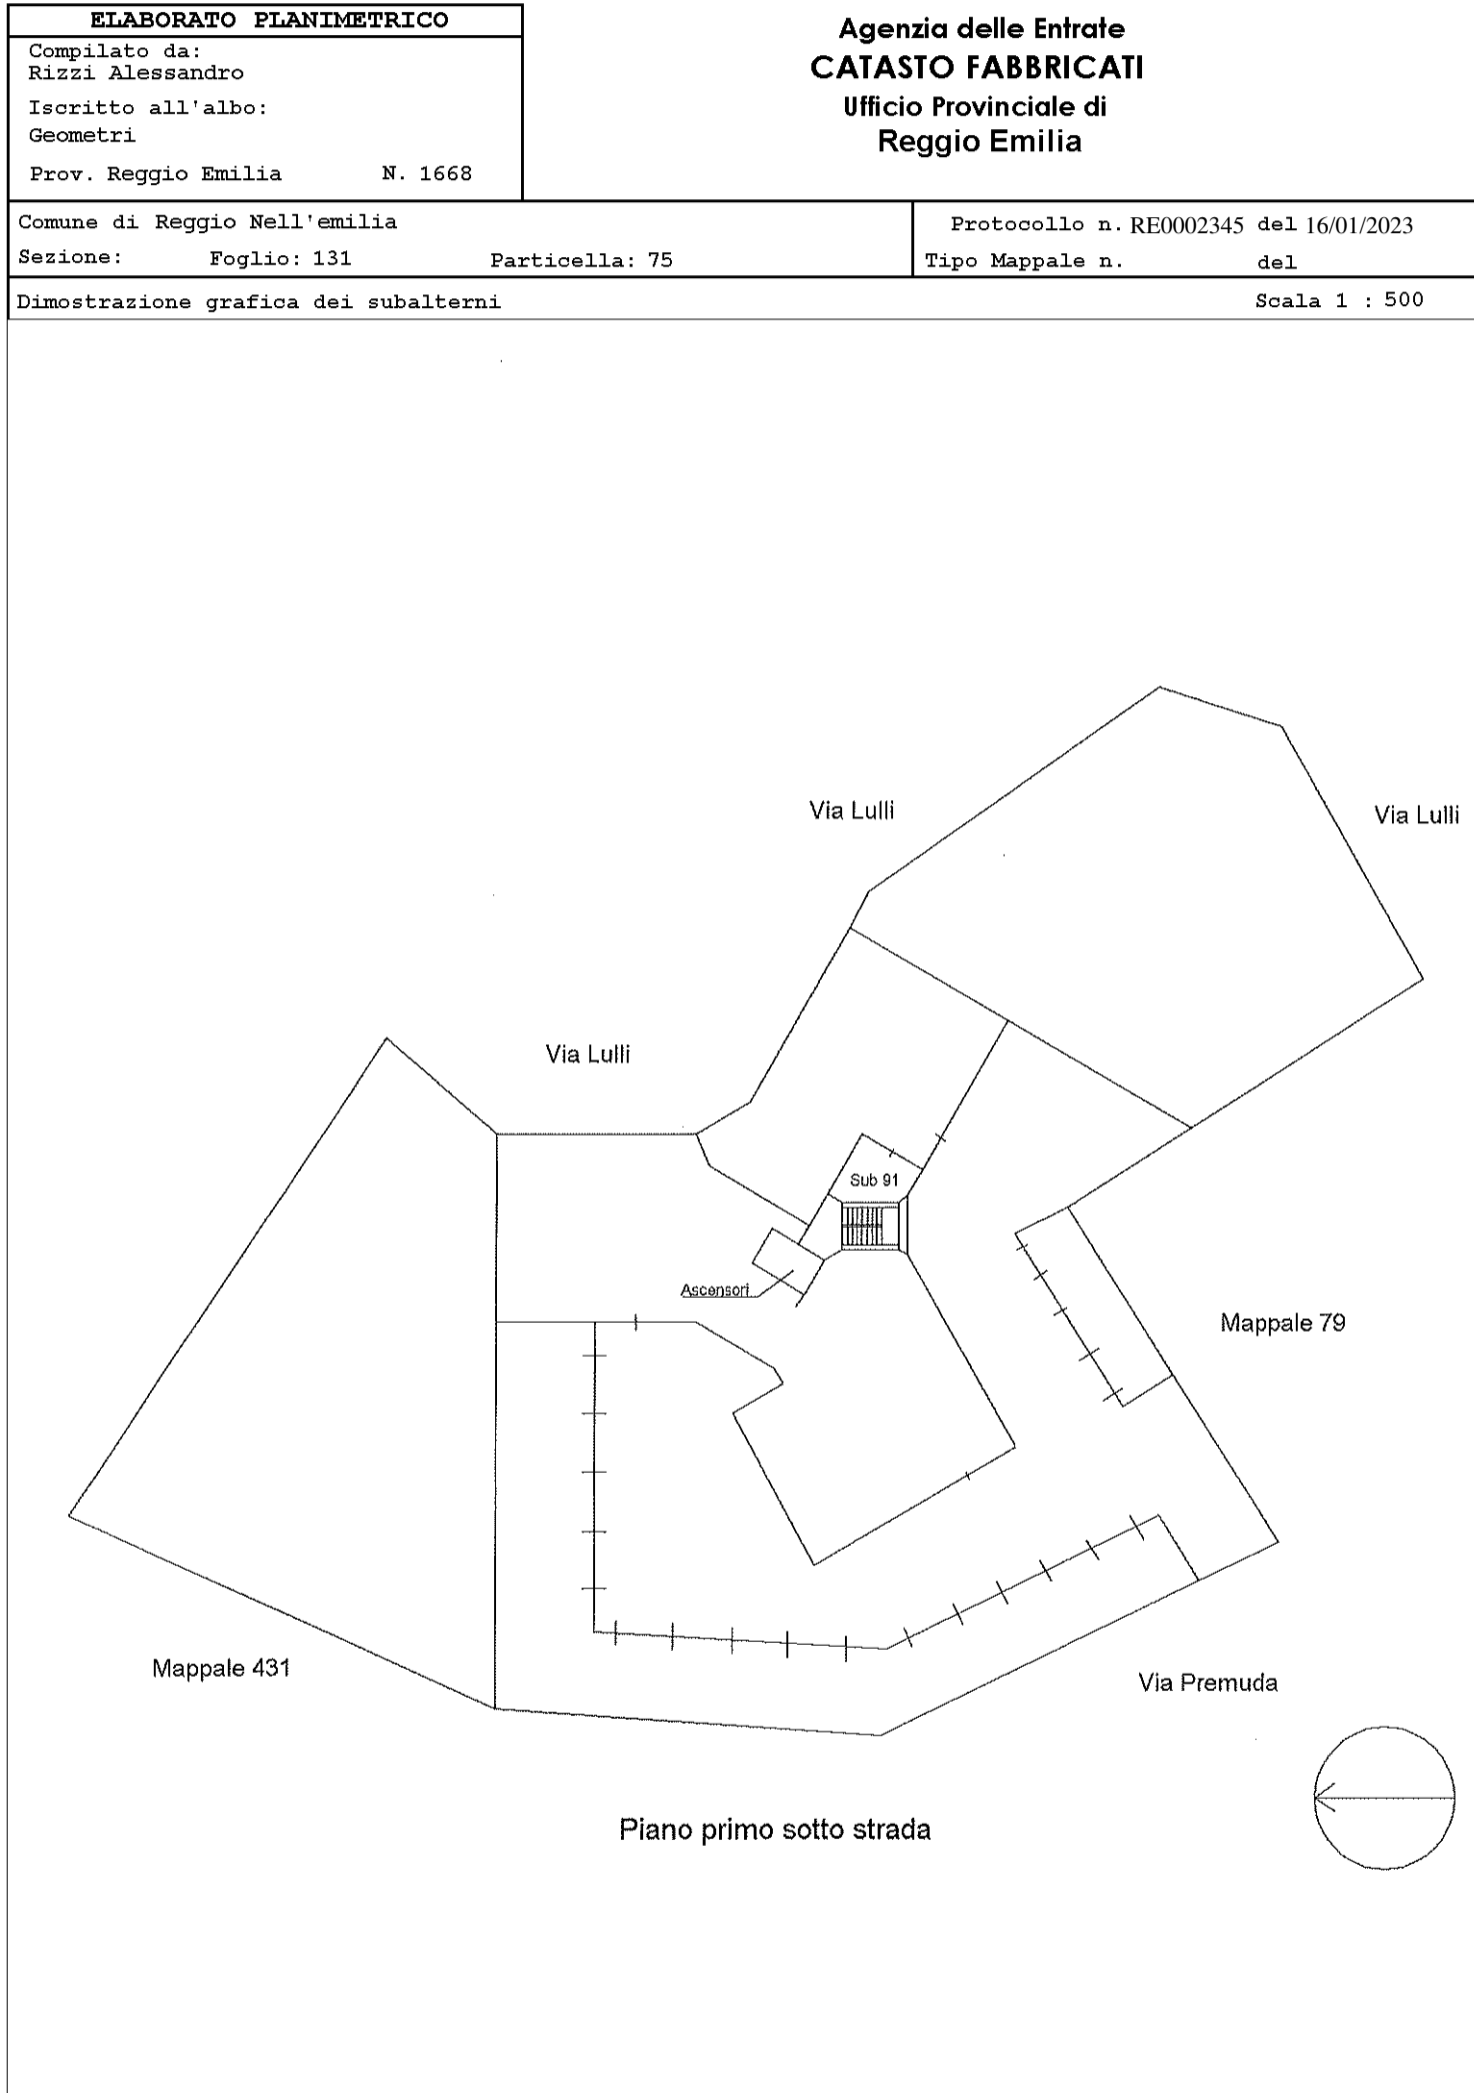 ELABORATO PLANIMETRICO
Compilato da:
Rizzi Alessandro
Iscritto all'albo:
Geometri
Prov. Reggio Emilia N. 1668
Agenzia delle Entrate
CATASTO FABBRICATI
Ufficio Provinciale di
Reggio Emilia
Comune di Reggio Nell'emilia
Sezione: Foglio: 131 Particella: 75
Protocollo n. RE0002345 del 16/01/2023
Tipo Mappale n. del
Dimostrazione grafica dei subalterni Scala 1 : 500
Via Lulli
Via Lulli
Via Lulli
Sub 91
Ascensori
Mappale 79
Mappale 431
Via Premuda
Piano primo sotto strada